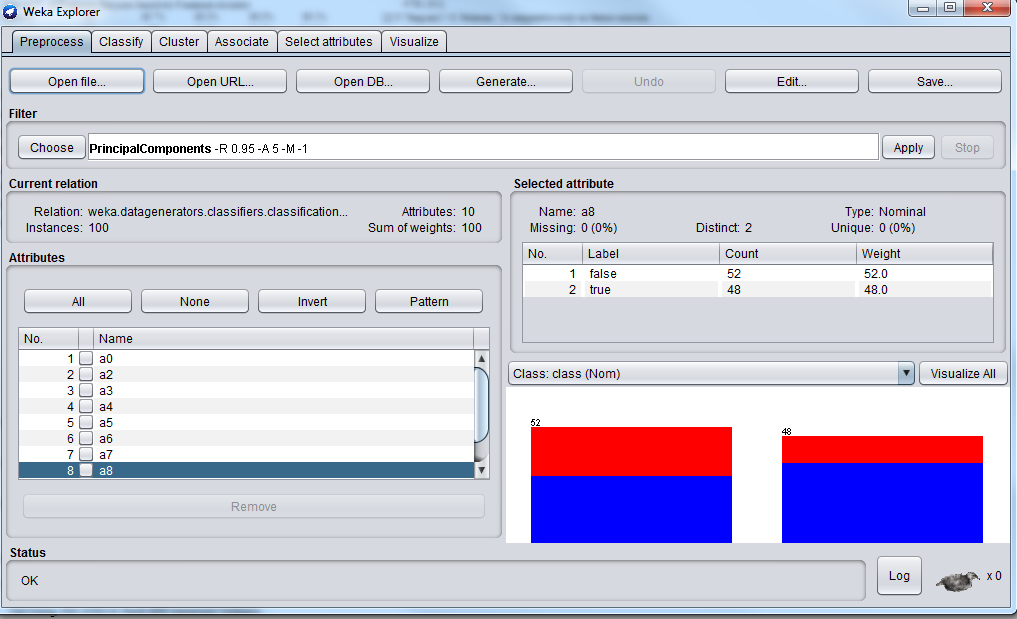 Weka Explorer
Preprocess Classify Cluster Associate Select attributes Visualize
Open file... Open URL... Open DB... Generate... Undo Edit... Save...
Filter
Choose PrincipalComponents -R 0.95 -A 5 -M -1 Apply Stop
Current relation
Relation: weka.datagenerators.classifiers.classification... Attributes: 10
Instances: 100 Sum of weights: 100
Selected attribute
Name: a8 Type: Nominal
Missing: 0 (0%) Distinct: 2 Unique: 0 (0%)
No. Label Count Weight
1 false 52 52.0
2 true 48 48.0
Attributes
All None Invert Pattern
No. Name
1 a0
2 a2
3 a3
4 a4
5 a5
6 a6
7 a7
8 a8
Remove
Class: class (Nom) Visualize All
52 48
Status
OK
Log x 0